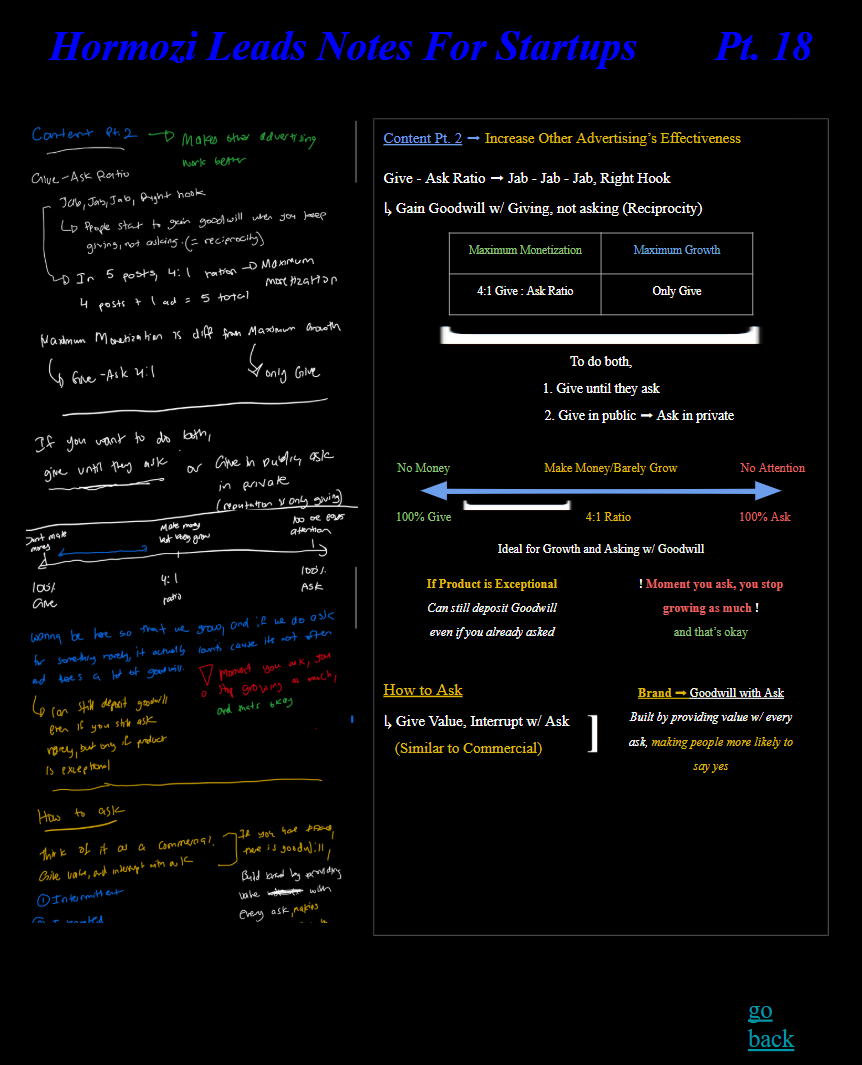 Hormozi Leads Notes For Startups Pt. 18
Content Pt. 2 → Makes other advertising
work better
Give-Ask Ratio
Jab, Jab, Jab, Right hook
↳ People start to gain goodwill when you keep
giving, not asking. (= reciprocity)
→ In 5 posts, 4:1 ration → Maximum
monetization
4 posts + 1 ad = 5 total
Maximum Monetization is diff from Maximum Growth
↳ Give-Ask 4:1
only Give
If you want to do both,
give until they ask or Give in public, ask
in private
(reputation is only giving)
Don't make
money
Make money
but barely grow
attention
100%
Give
4:1
ratio
100%
Ask
wanna be here so that we grow, and if we do ask
for something rarely, it actually cause its not often
and theres a lot of goodwill.
Moment you ask, you
stop growing as much,
and thats okay
↳ can still deposit goodwill
even if you still ask
rarely, but only if product
is exceptional
How to ask
Think of it as a commercial.
Give value, and interrupt with ask
① Intermittent
② Integrated
If you have
there is goodwill,
Build brand by providing
value with
every ask, making
Content Pt. 2 → Increase Other Advertising’s Effectiveness
Give - Ask Ratio → Jab - Jab - Jab, Right Hook
↳ Gain Goodwill w/ Giving, not asking (Reciprocity)
Maximum Monetization Maximum Growth
4:1 Give : Ask Ratio Only Give
To do both,
1. Give until they ask
2. Give in public → Ask in private
No Money Make Money/Barely Grow No Attention
100% Give 4:1 Ratio 100% Ask
Ideal for Growth and Asking w/ Goodwill
If Product is Exceptional
Can still deposit Goodwill
even if you already asked
! Moment you ask, you stop
growing as much !
and that’s okay
How to Ask
↳ Give Value, Interrupt w/ Ask
(Similar to Commercial)
Brand → Goodwill with Ask
Built by providing value w/ every
ask, making people more likely to
say yes
go
back